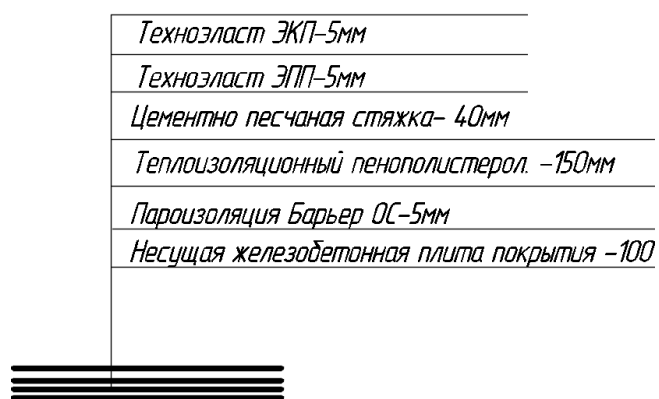 Техноэласт ЭКП-5мм
Техноэласт ЭПП-5мм
Цементно песчаная стяжка- 40мм
Теплоизоляционный пенополистерол. -150мм
Пароизоляция Барьер ОС-5мм
Несущая железобетонная плита покрытия -100